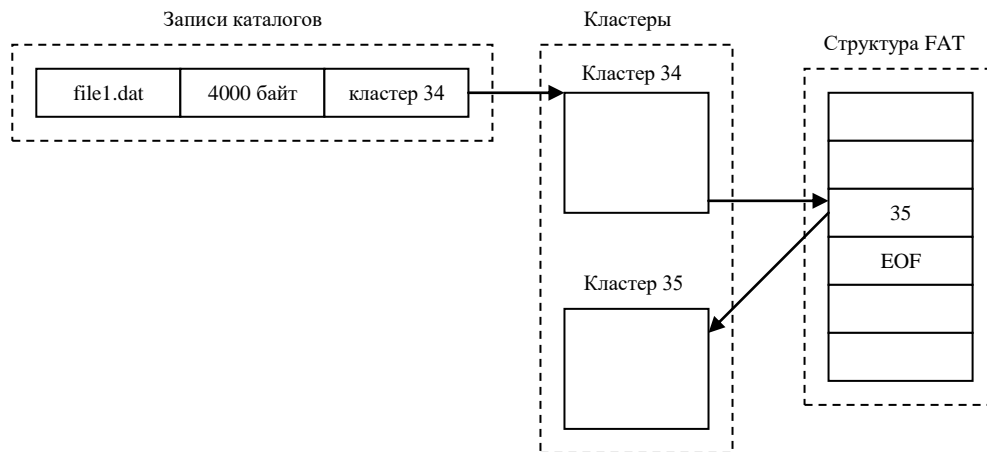 Записи каталогов
Кластеры
Структура FAT
file1.dat 4000 байт кластер 34
Кластер 34
35
EOF
Кластер 35